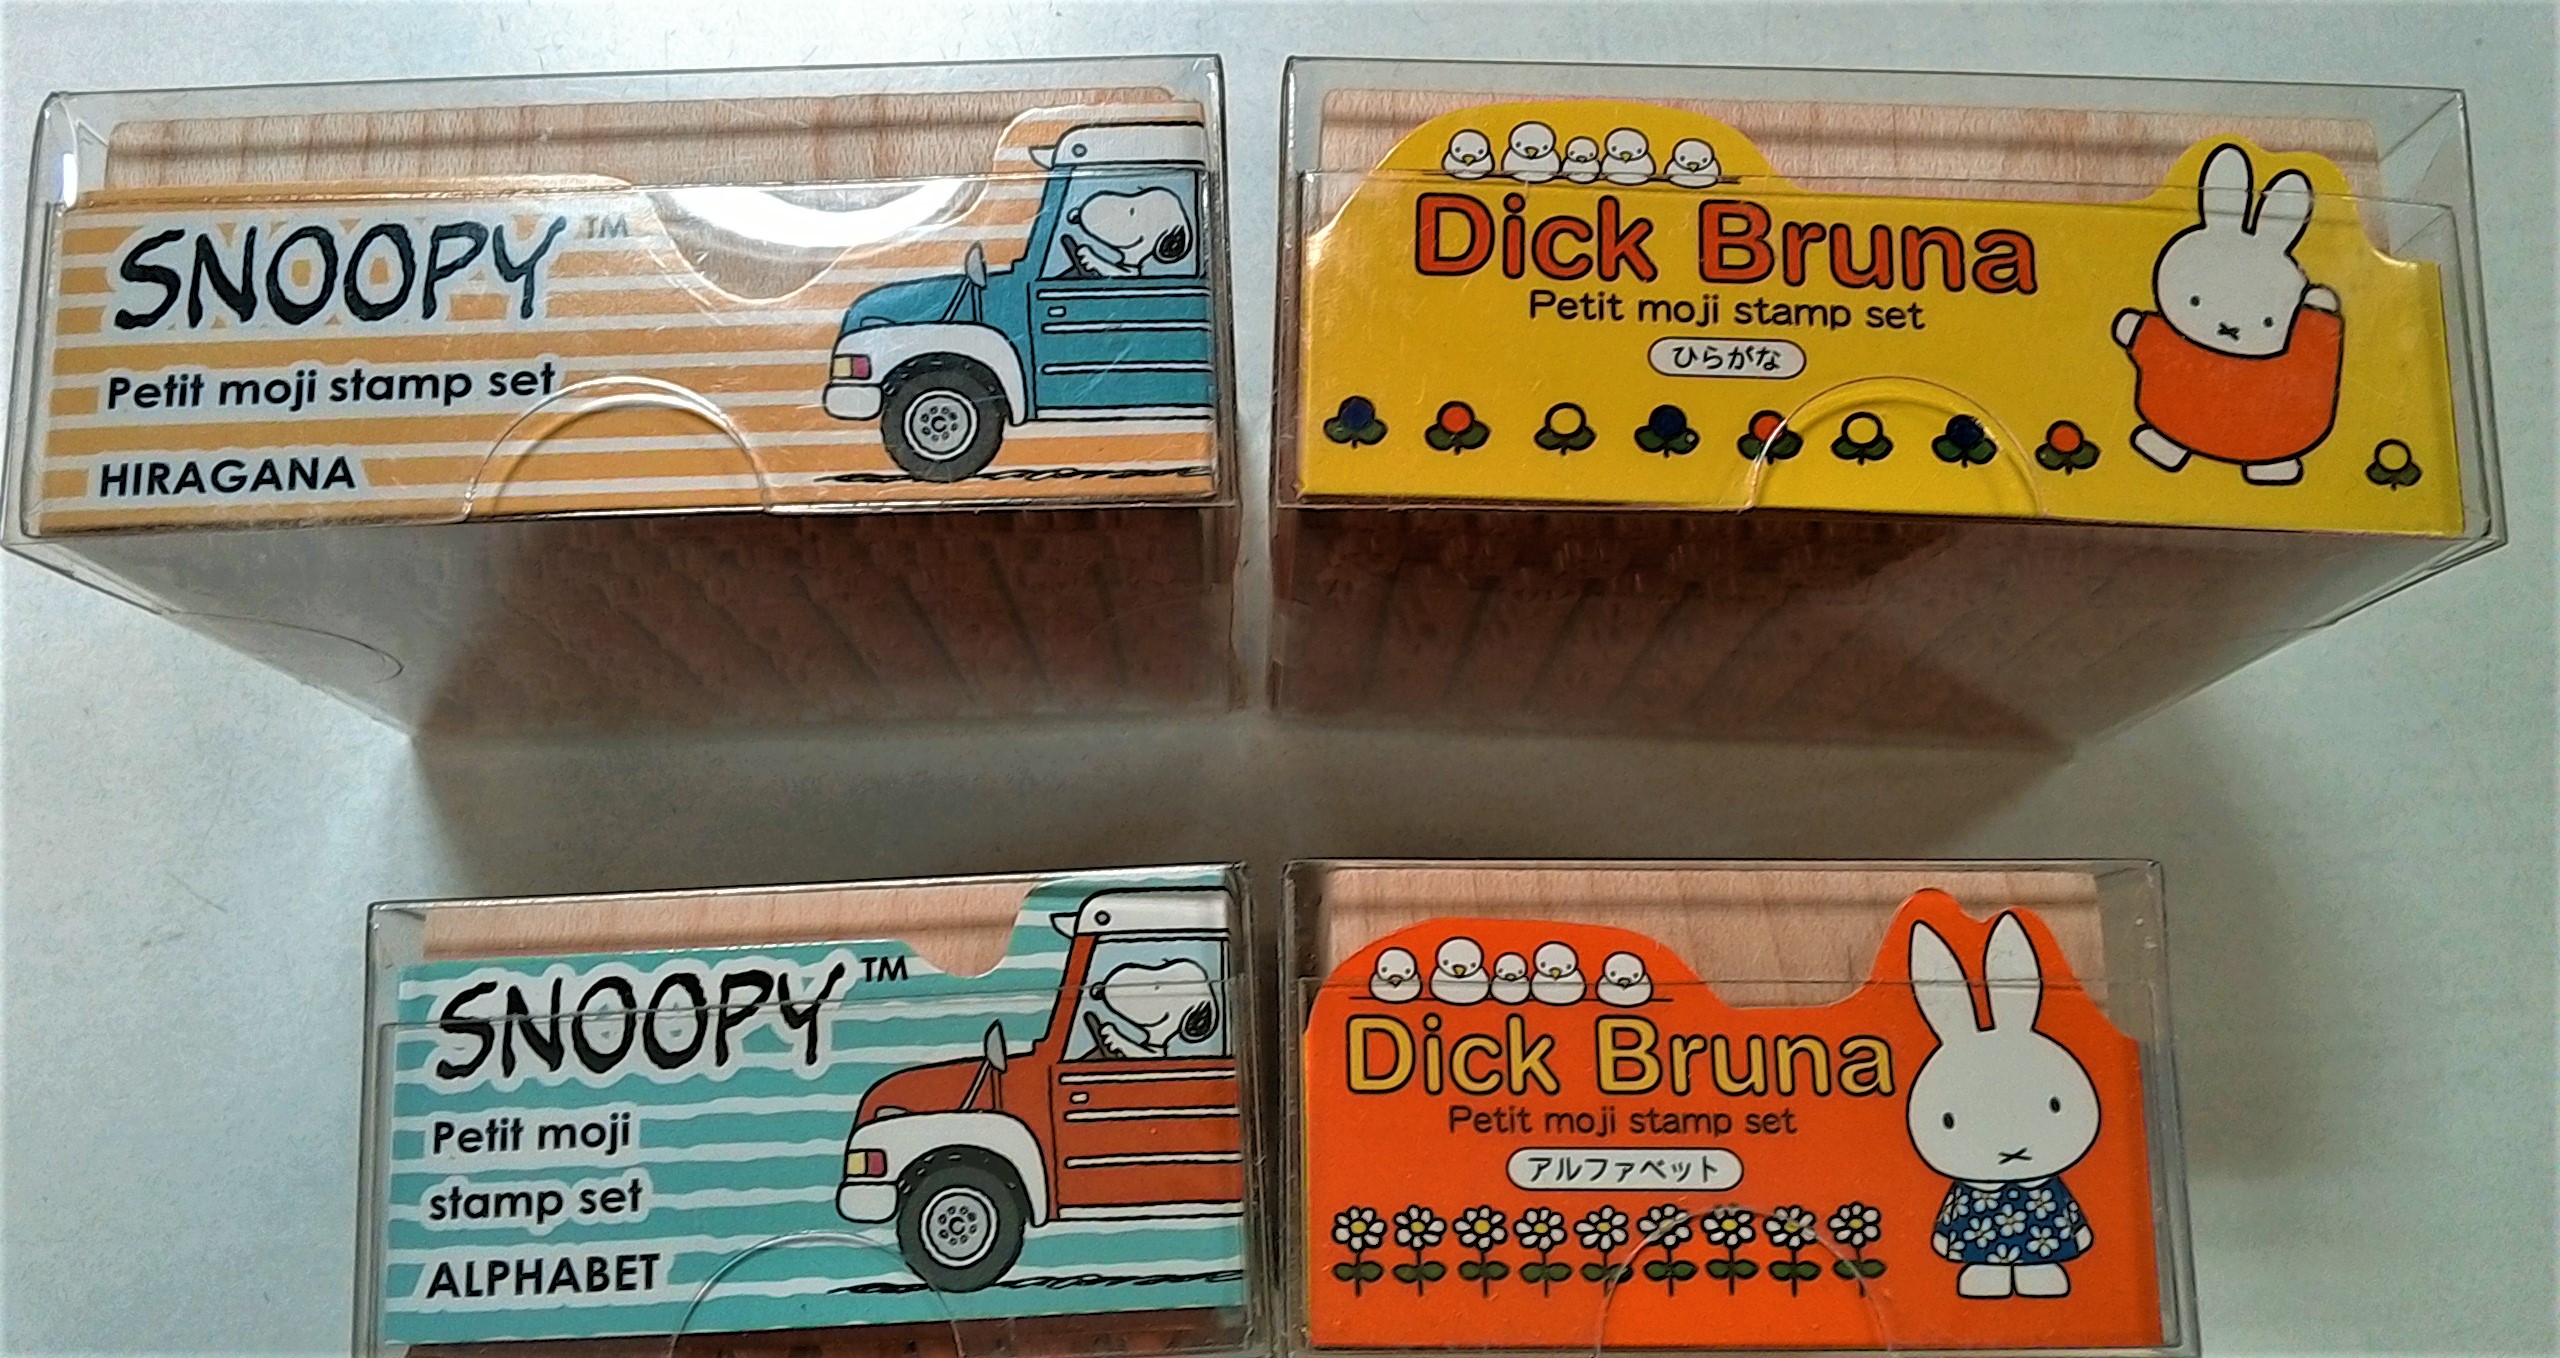 SNOOPY™
Petit moji stamp set
HIRAGANA
Dick Bruna
Petit moji stamp set
ひらがな
SNOOPY™
Petit moji
stamp set
ALPHABET
Dick Bruna
Petit moji stamp set
アルファベット